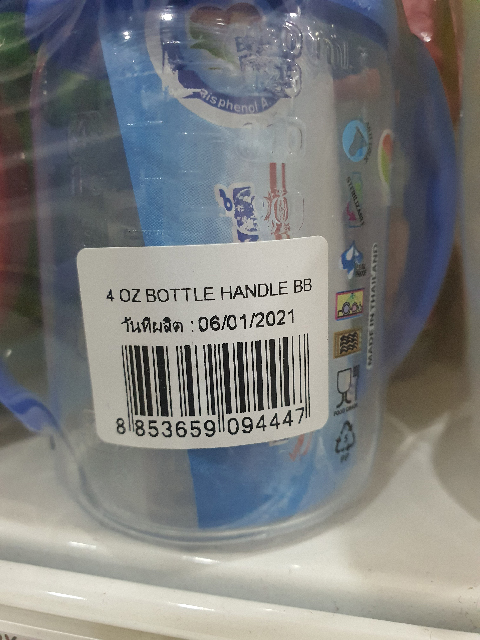 Bisphenol A
4 OZ BOTTLE HANDLE BB
วันที่ผลิต : 06/01/2021
8 853659 094447
MADE IN THAILAND
PP